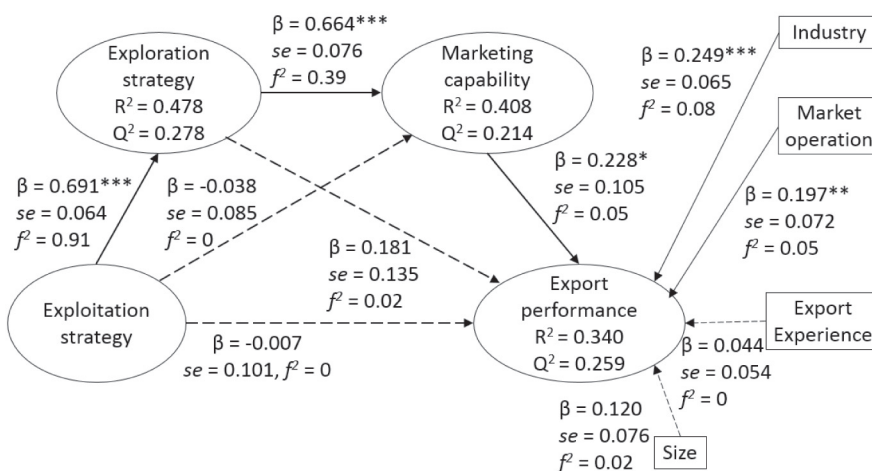 β = 0.664***
se = 0.076
f² = 0.39
Exploration
strategy
R² = 0.478
Q² = 0.278
Marketing
capability
R² = 0.408
Q² = 0.214
β = 0.249***
se = 0.065
f² = 0.08
Industry
Market
operation
β = 0.691***
se = 0.064
f² = 0.91
β = -0.038
se = 0.085
f² = 0
β = 0.228*
se = 0.105
f² = 0.05
β = 0.197**
se = 0.072
f² = 0.05
β = 0.181
se = 0.135
f² = 0.02
Exploitation
strategy
Export
performance
R² = 0.340
Q² = 0.259
Export
Experience
β = -0.007
se = 0.101, f² = 0
β = 0.044
se = 0.054
f² = 0
β = 0.120
se = 0.076
f² = 0.02
Size